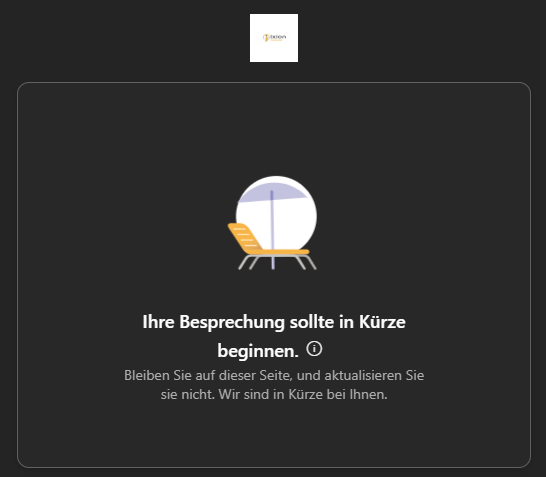 ixion
Ihre Besprechung sollte in Kürze
beginnen.
Bleiben Sie auf dieser Seite, und aktualisieren Sie
sie nicht. Wir sind in Kürze bei Ihnen.